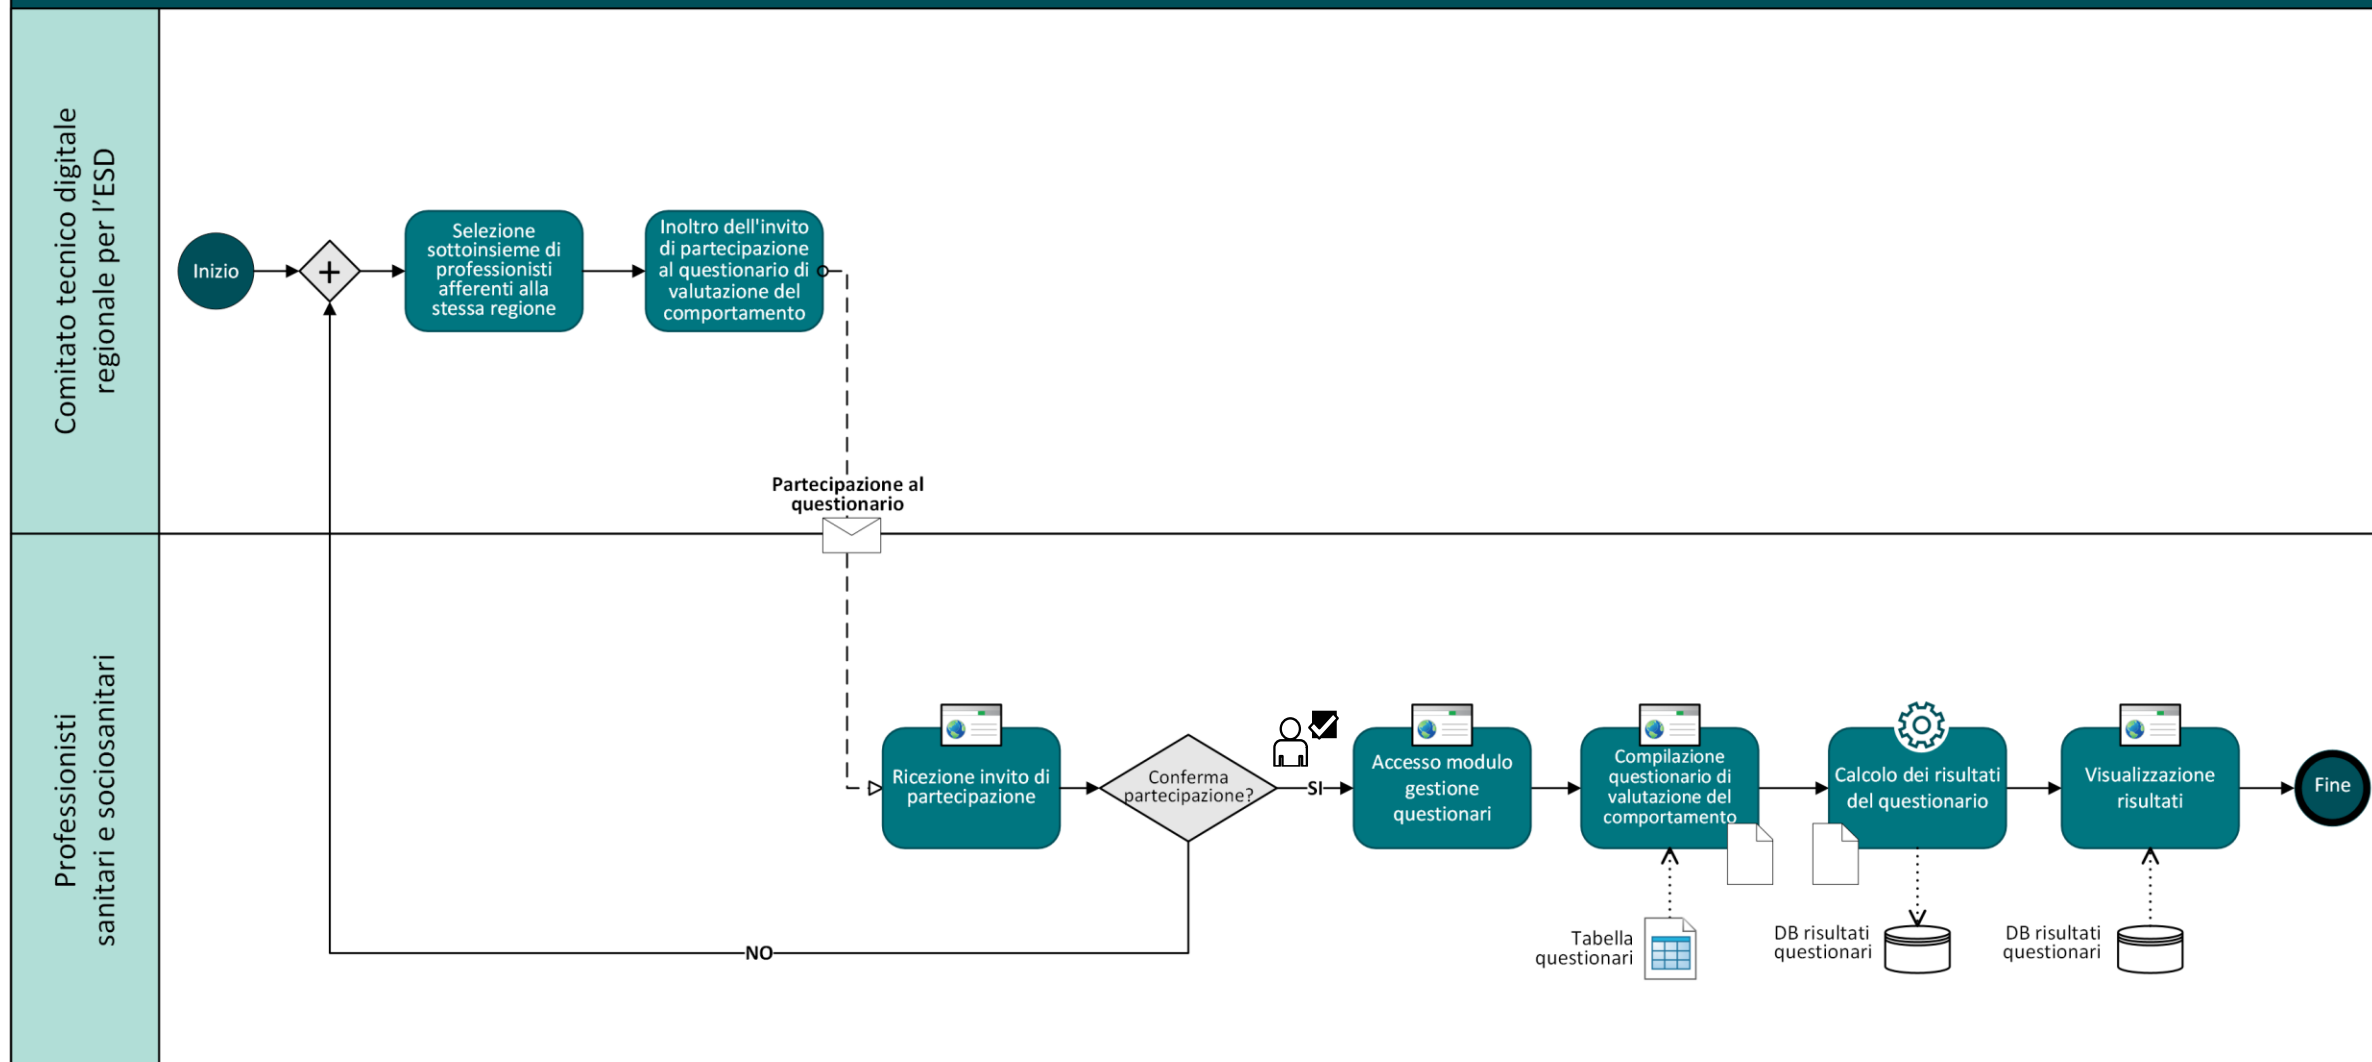 Comitato tecnico digitale
regionale per l'ESD
Inizio
Selezione
sottoinsieme di
professionisti
afferenti alla
stessa regione
Inoltro dell'invito
di partecipazione
al questionario di
valutazione del
comportamento
Partecipazione al
questionario
Professionisti
sanitari e sociosanitari
Ricezione invito di
partecipazione
Conferma
partecipazione?
SI
Accesso modulo
gestione
questionari
Compilazione
questionario di
valutazione del
comportamento
Calcolo dei risultati
del questionario
Visualizzazione
risultati
Fine
NO
Tabella
questionari
DB risultati
questionari
DB risultati
questionari